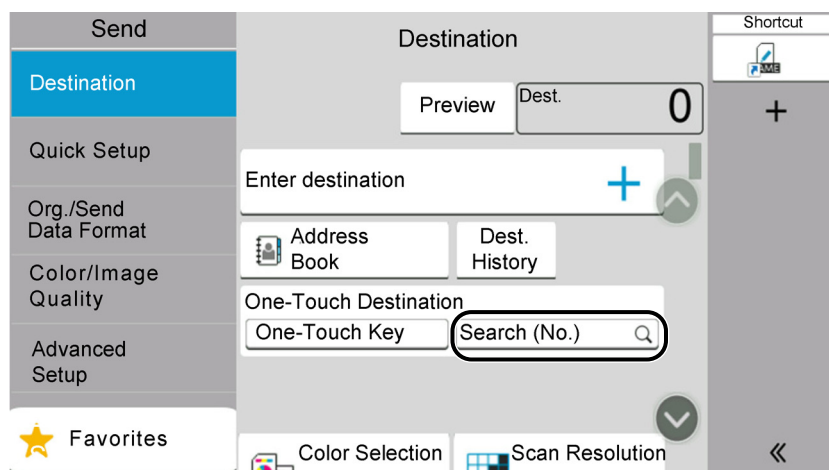 Send
Destination
Quick Setup
Org./Send
Data Format
Color/Image
Quality
Advanced
Setup
Favorites
Destination
Preview
Dest.
0
Enter destination
Address
Book
Dest.
History
One-Touch Destination
One-Touch Key
Search (No.)
Color Selection
Scan Resolution
Shortcut